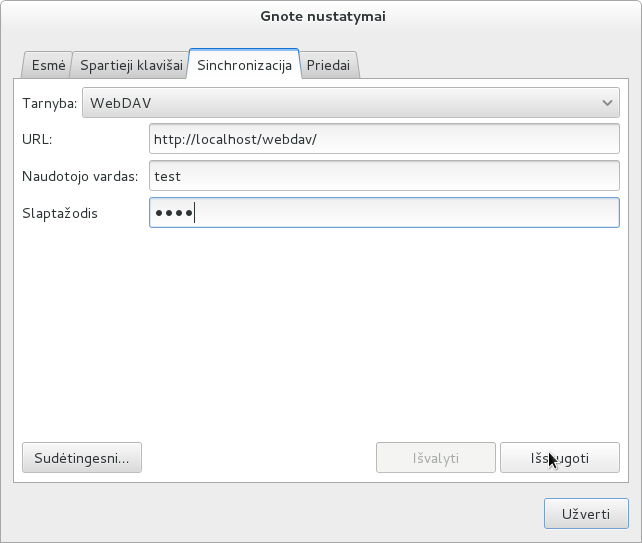 Gnote nustatymai
Esmė Spartieji klavišai Sinchronizacija Priedai
Tarnyba: WebDAV
URL: http://localhost/webdav/
Naudotojo vardas: test
Slaptažodis ••••
Sudėtingesni... Išvalyti Išsaugoti
Užverti